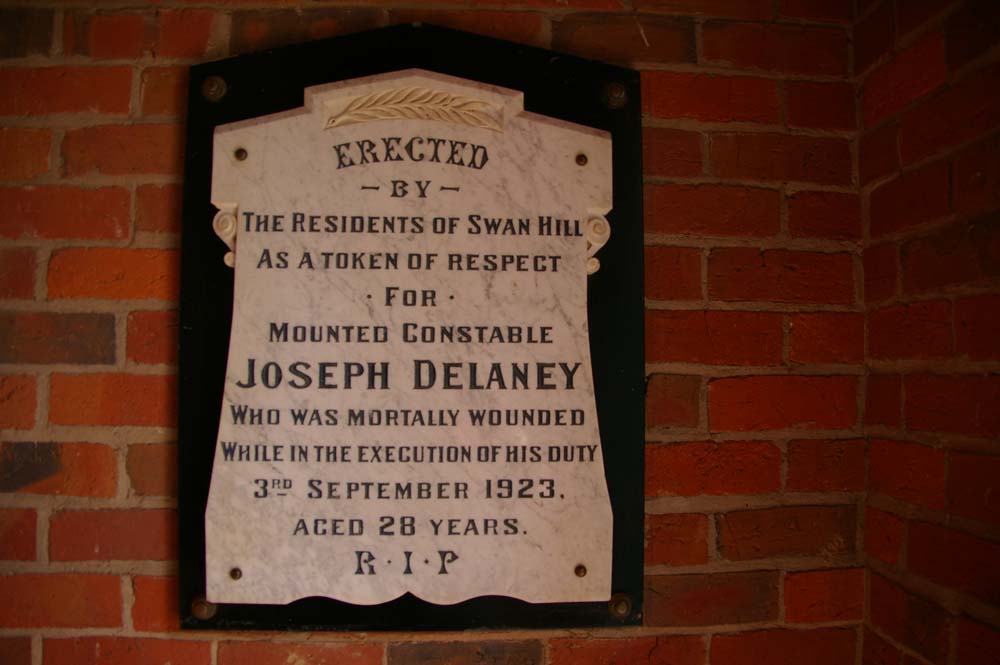 ERECTED
– BY –
THE RESIDENTS OF SWAN HILL
AS A TOKEN OF RESPECT
· FOR ·
MOUNTED CONSTABLE
JOSEPH DELANEY
WHO WAS MORTALLY WOUNDED
WHILE IN THE EXECUTION OF HIS DUTY
3RD SEPTEMBER 1923.
AGED 28 YEARS.
R · I · P